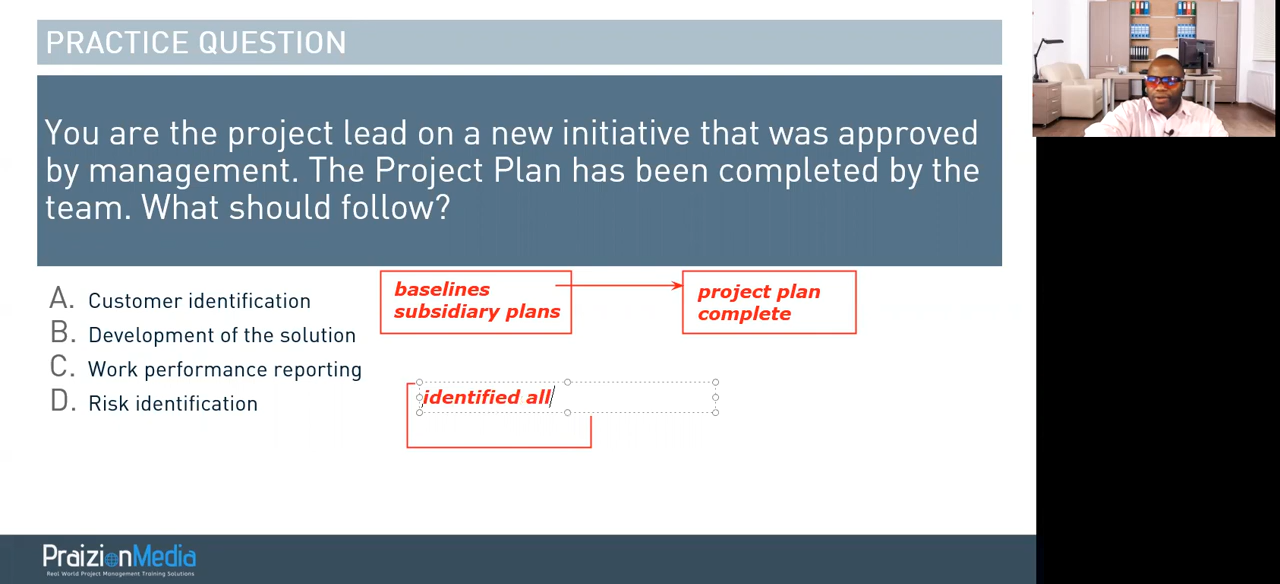 PRACTICE QUESTION
You are the project lead on a new initiative that was approved
by management. The Project Plan has been completed by the
team. What should follow?
A. Customer identification
B. Development of the solution
C. Work performance reporting
D. Risk identification
baselines
subsidiary plans
project plan
complete
identified all
PraizionMedia
Real World Project Management Training Solutions